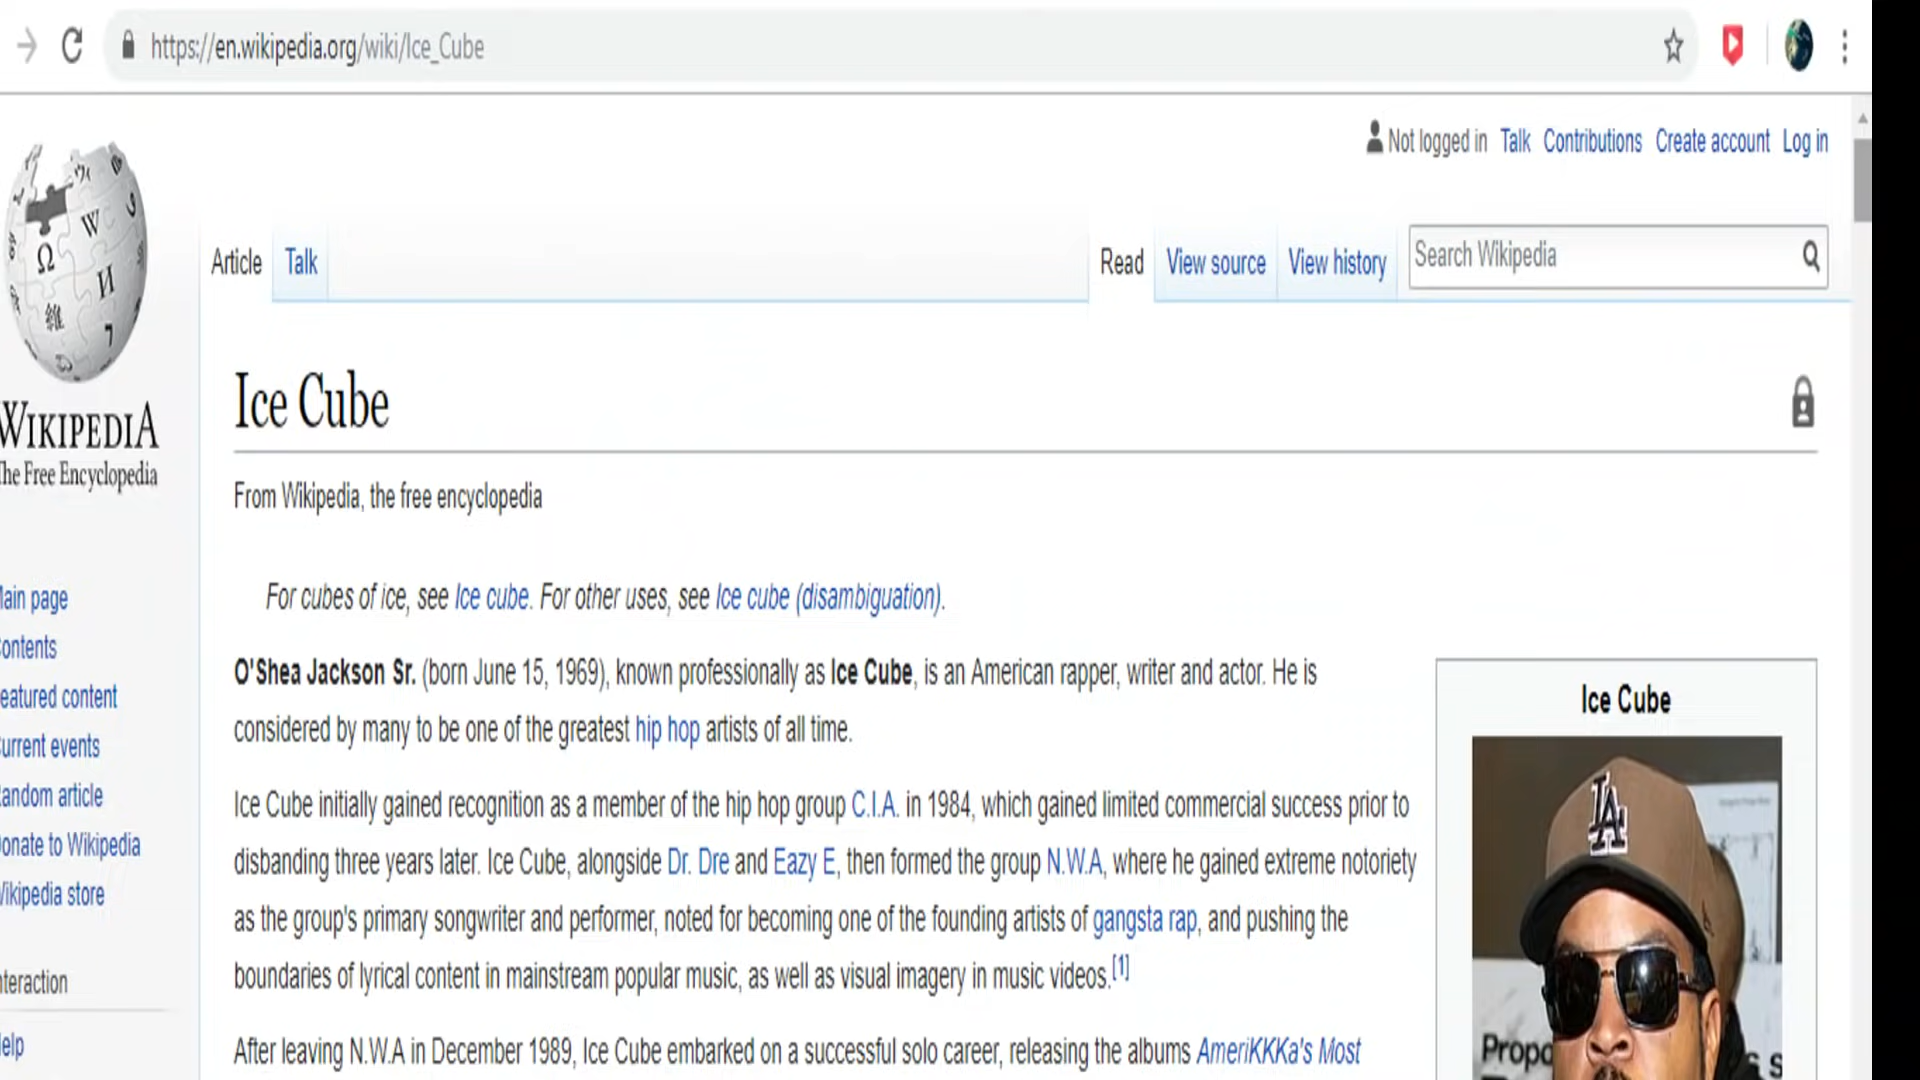 https://en.wikipedia.org/wiki/Ice_Cube
Not logged in Talk Contributions Create account Log in
Article Talk Read View source View history Search Wikipedia
WIKIPEDIA
The Free Encyclopedia
Ice Cube
From Wikipedia, the free encyclopedia
For cubes of ice, see Ice cube. For other uses, see Ice cube (disambiguation).
O'Shea Jackson Sr. (born June 15, 1969), known professionally as Ice Cube, is an American rapper, writer and actor. He is
considered by many to be one of the greatest hip hop artists of all time.
Ice Cube initially gained recognition as a member of the hip hop group C.I.A. in 1984, which gained limited commercial success prior to
disbanding three years later. Ice Cube, alongside Dr. Dre and Eazy E, then formed the group N.W.A, where he gained extreme notoriety
as the group's primary songwriter and performer, noted for becoming one of the founding artists of gangsta rap, and pushing the
boundaries of lyrical content in mainstream popular music, as well as visual imagery in music videos.[1]
After leaving N.W.A in December 1989, Ice Cube embarked on a successful solo career, releasing the albums AmeriKKKa's Most
Ice Cube
LA
Propo
ain page
ontents
eatured content
urrent events
andom article
onate to Wikipedia
ikipedia store
nteraction
elp